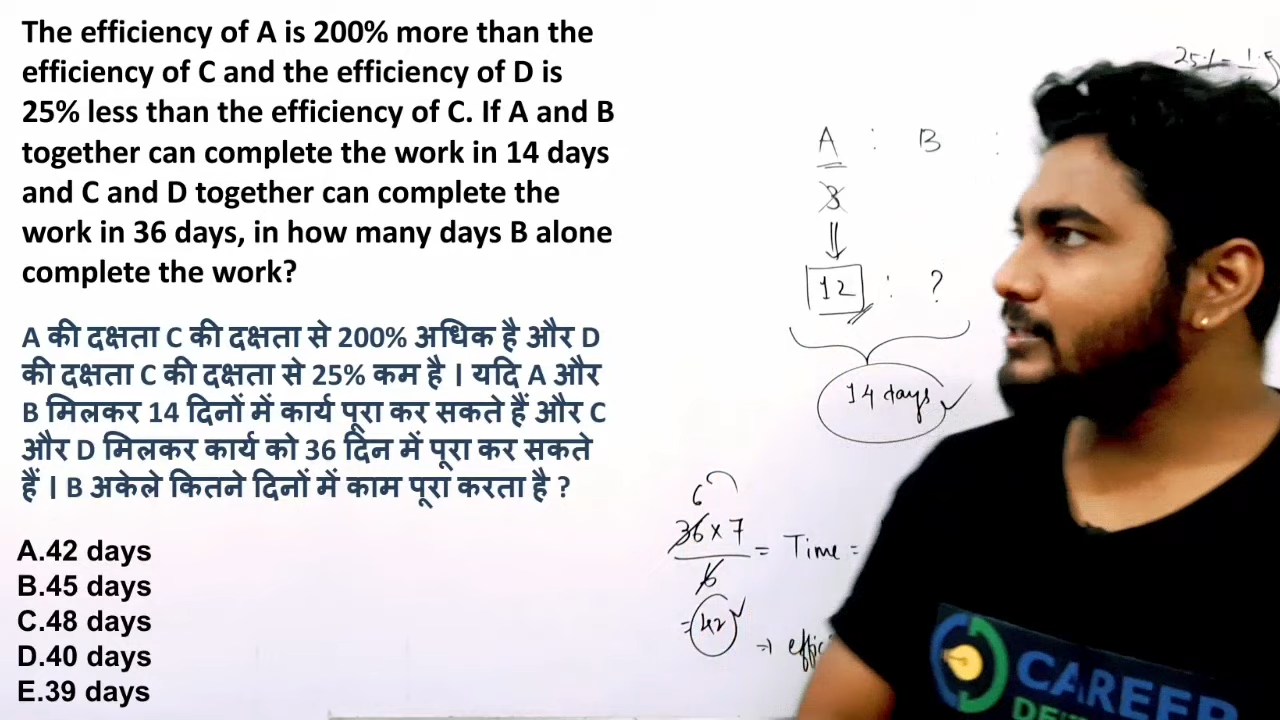 The efficiency of A is 200% more than the
efficiency of C and the efficiency of D is
25% less than the efficiency of C. If A and B
together can complete the work in 14 days
and C and D together can complete the
work in 36 days, in how many days B alone
complete the work?
A की दक्षता C की दक्षता से 200% अधिक है और D
की दक्षता C की दक्षता से 25% कम है । यदि A और
B मिलकर 14 दिनों में कार्य पूरा कर सकते हैं और C
और D मिलकर कार्य को 36 दिन में पूरा कर सकते
हैं । B अकेले कितने दिनों में काम पूरा करता है ?
A.42 days
B.45 days
C.48 days
D.40 days
E.39 days
25% =
A : B :
3
12 : ?
14 days
6
36 x 7
6
= Time =
= 42
CAREER